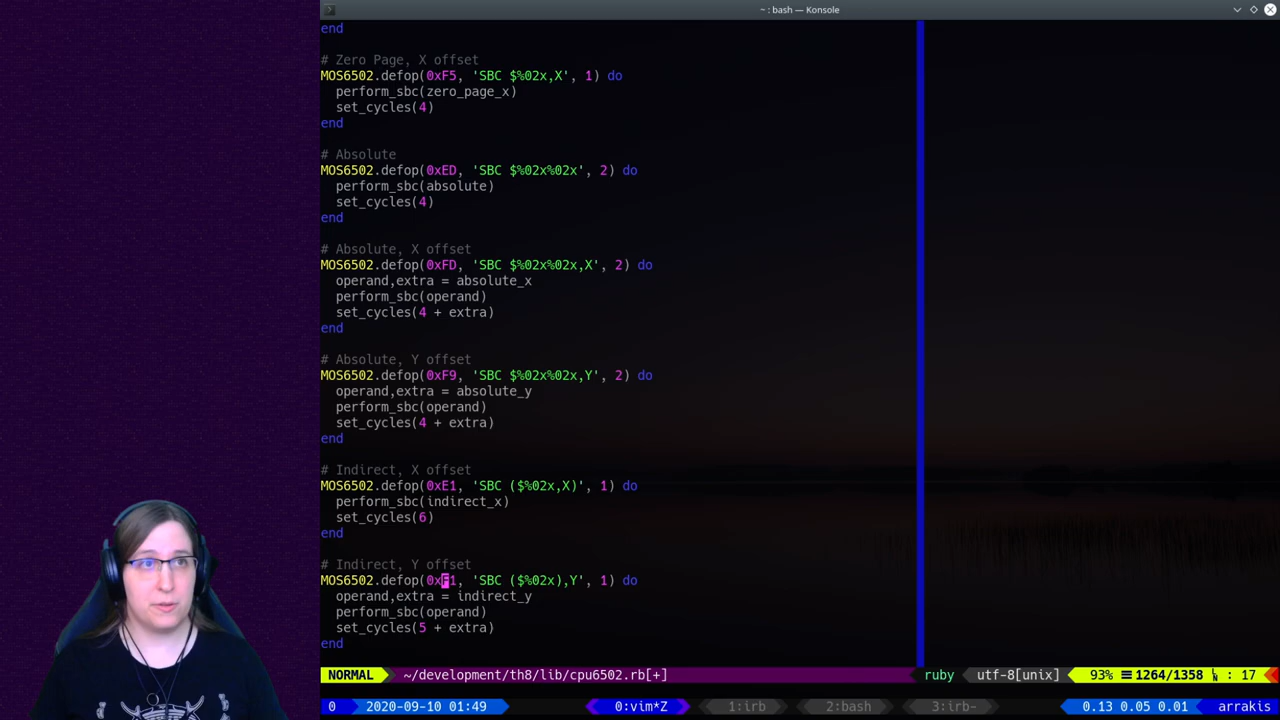 ~ : bash — Konsole
end
# Zero Page, X offset
MOS6502.defop(0xF5, 'SBC $%02x,X', 1) do
perform_sbc(zero_page_x)
set_cycles(4)
end
# Absolute
MOS6502.defop(0xED, 'SBC $%02x%02x', 2) do
perform_sbc(absolute)
set_cycles(4)
end
# Absolute, X offset
MOS6502.defop(0xFD, 'SBC $%02x%02x,X', 2) do
operand,extra = absolute_x
perform_sbc(operand)
set_cycles(4 + extra)
end
# Absolute, Y offset
MOS6502.defop(0xF9, 'SBC $%02x%02x,Y', 2) do
operand,extra = absolute_y
perform_sbc(operand)
set_cycles(4 + extra)
end
# Indirect, X offset
MOS6502.defop(0xE1, 'SBC ($%02x,X)', 1) do
perform_sbc(indirect_x)
set_cycles(6)
end
# Indirect, Y offset
MOS6502.defop(0xF1, 'SBC ($%02x),Y', 1) do
operand,extra = indirect_y
perform_sbc(operand)
set_cycles(5 + extra)
end
NORMAL ~/development/th8/lib/cpu6502.rb[+] ruby utf-8[unix] 93% 1264/1358 : 17
0 2020-09-10 01:49 0:vim*Z 1:irb 2:bash 3:irb- 0.13 0.05 0.01 arrakis